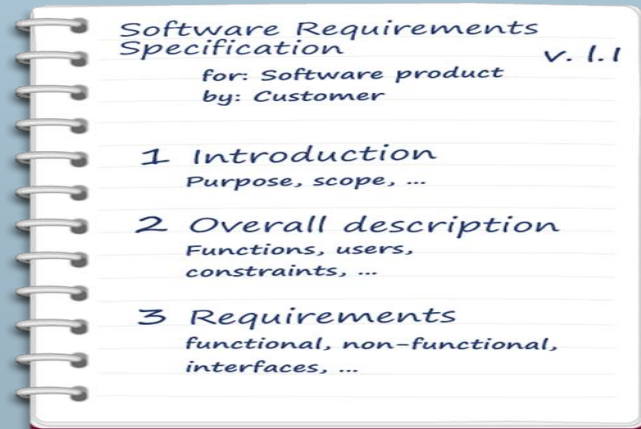 Software Requirements
Specification
v. 1.1
for: Software product
by: Customer
1 Introduction
Purpose, scope, ...
2 Overall description
Functions, users,
constraints, ...
3 Requirements
functional, non-functional,
interfaces, ...